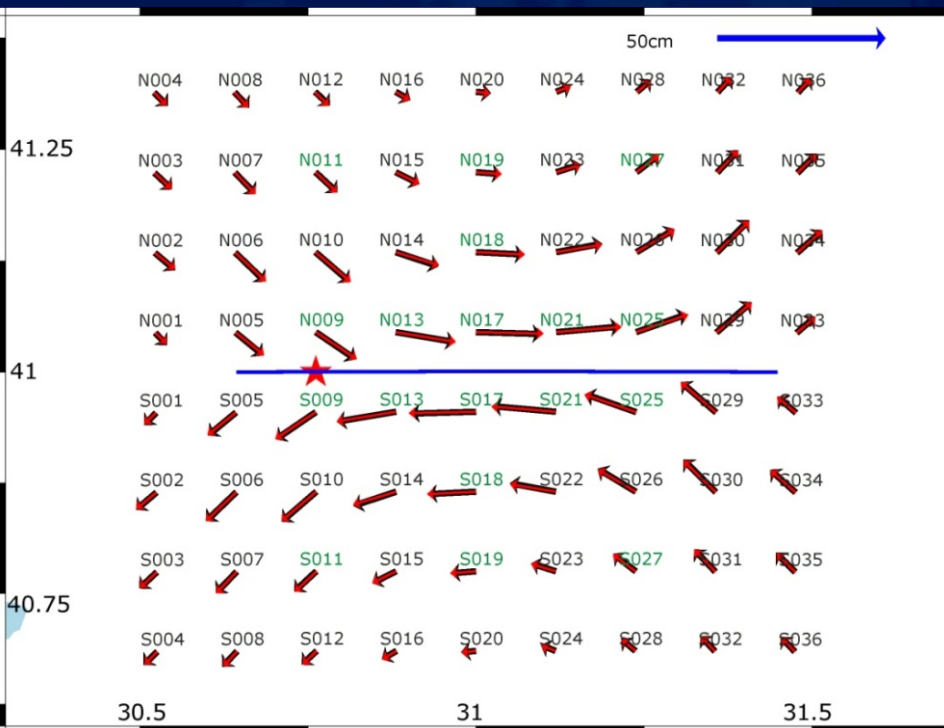 50cm
N004 N008 N012 N016 N020 N024 N028 N032 N036
41.25
N003 N007 N011 N015 N019 N023 N027 N031 N035
N002 N006 N010 N014 N018 N022 N026 N030 N034
N001 N005 N009 N013 N017 N021 N025 N029 N033
41
S001 S005 S009 S013 S017 S021 S025 S029 S033
S002 S006 S010 S014 S018 S022 S026 S030 S034
S003 S007 S011 S015 S019 S023 S027 S031 S035
40.75
S004 S008 S012 S016 S020 S024 S028 S032 S036
30.5 31 31.5